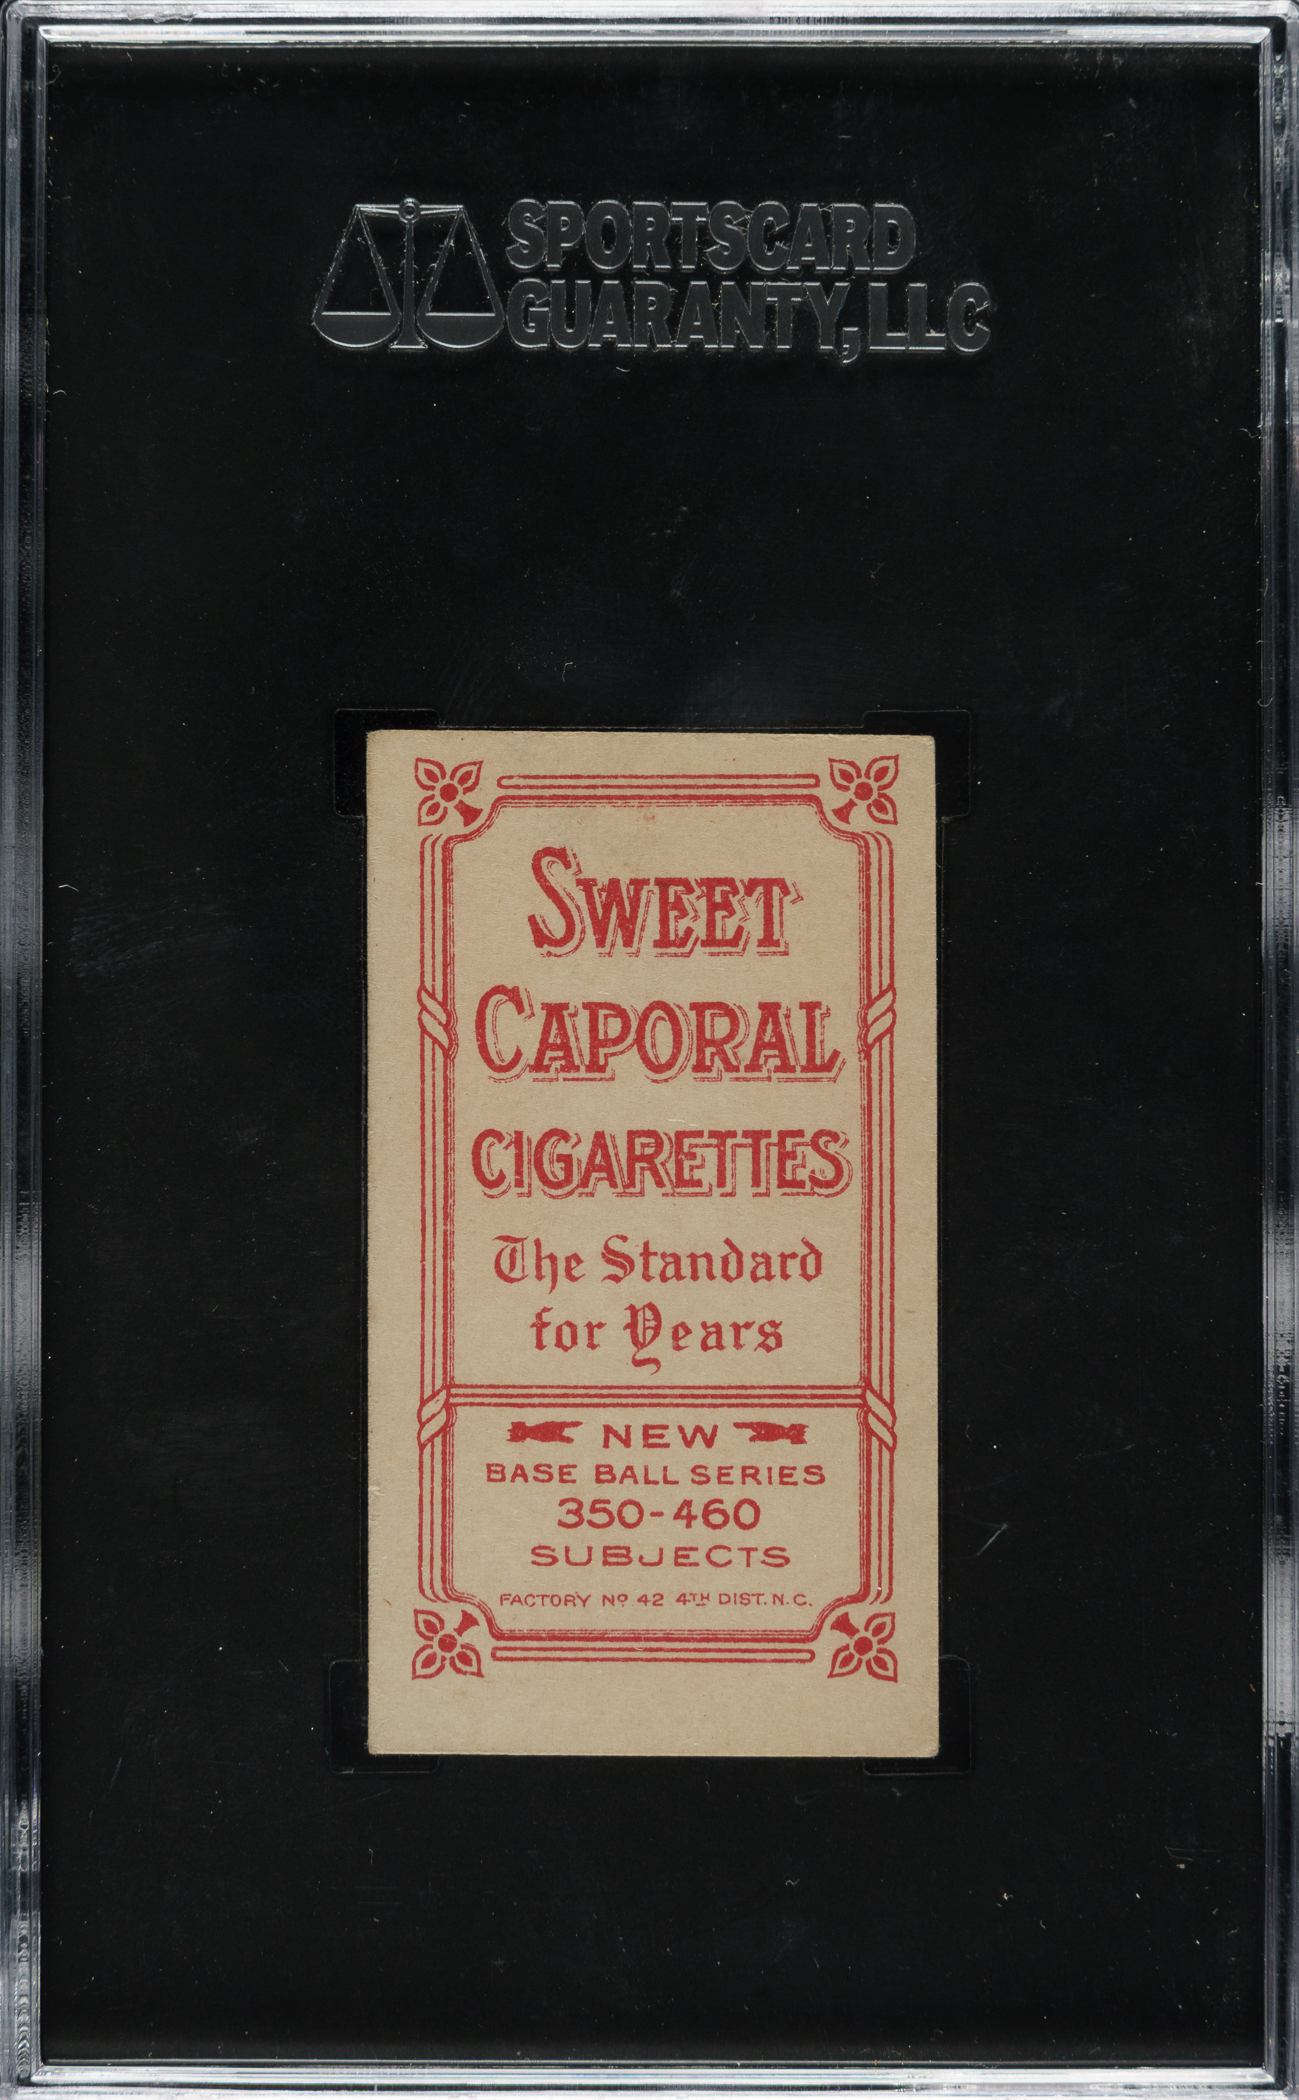 SPORTSCARD
GUARANTY, LLC
SWEET
CAPORAL
CIGARETTES
The Standard
for Years
NEW
BASE BALL SERIES
350-460
SUBJECTS
FACTORY Nº 42 4TH DIST. N. C.